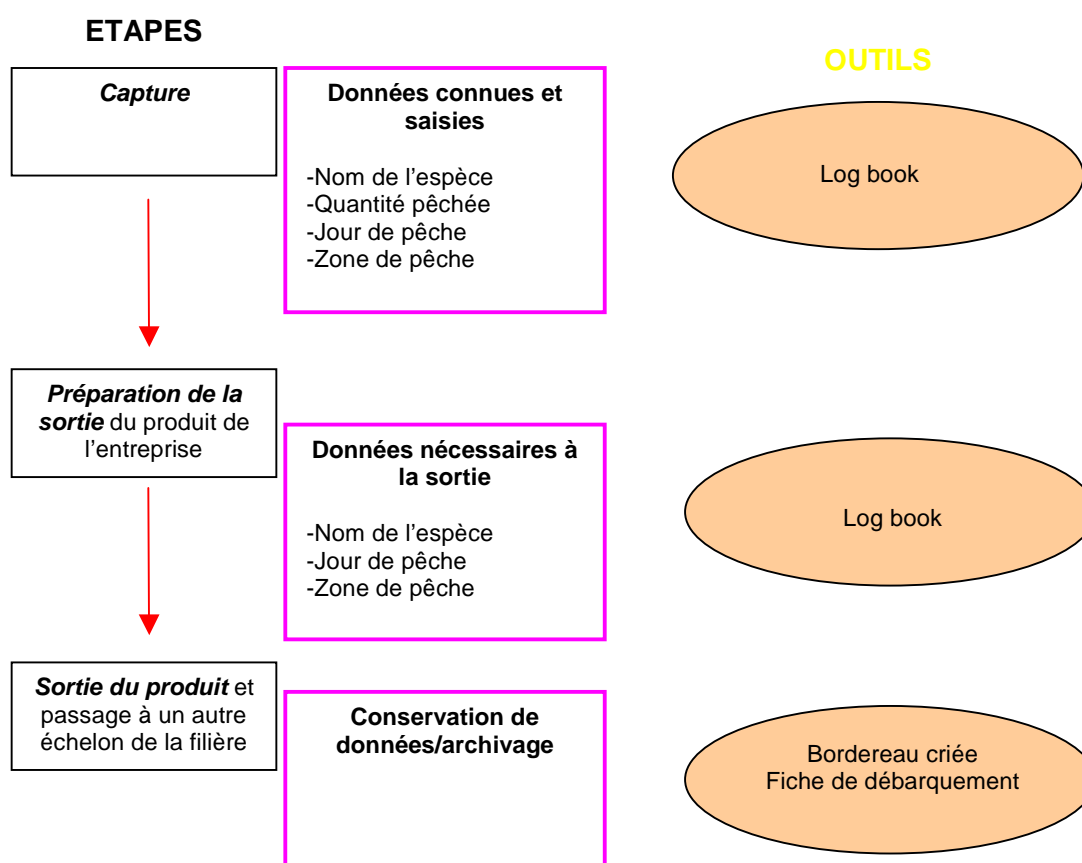 ETAPES
OUTILS
Capture
Données connues et
saisies
-Nom de l'espèce
-Quantité pêchée
-Jour de pêche
-Zone de pêche
Log book
Préparation de la
sortie du produit de
l'entreprise
Données nécessaires à
la sortie
-Nom de l'espèce
-Jour de pêche
-Zone de pêche
Log book
Sortie du produit et
passage à un autre
échelon de la filière
Conservation de
données/archivage
Bordereau criée
Fiche de débarquement